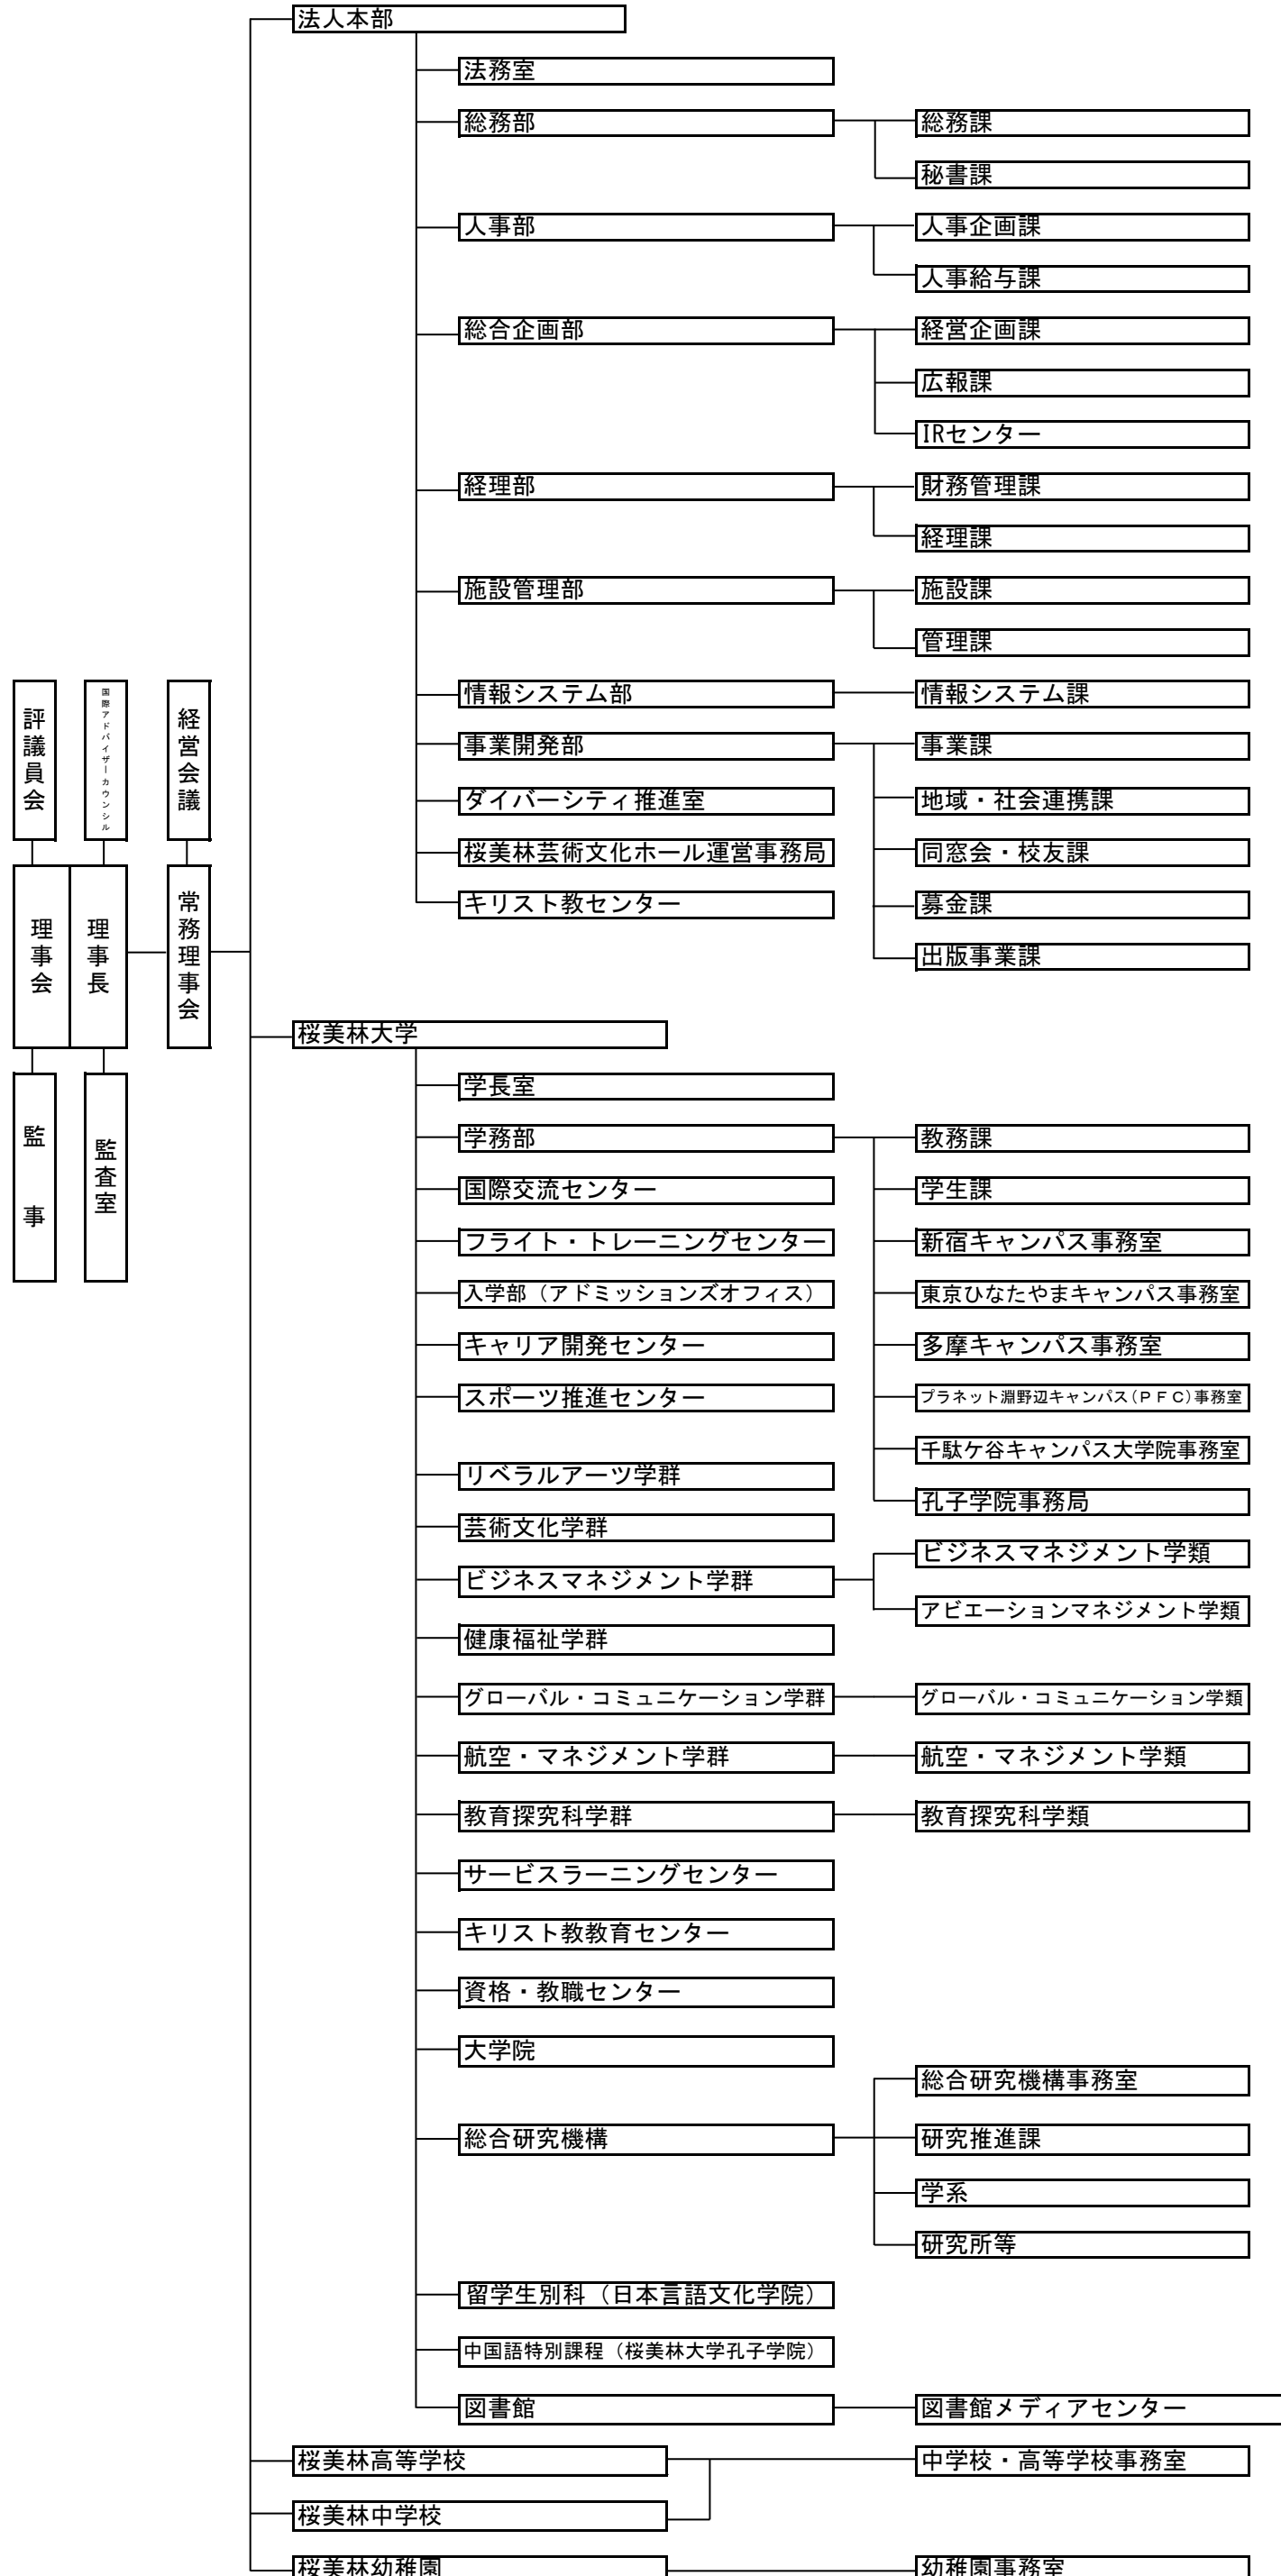 法人本部
法務室
総務部
総務課
秘書課
人事部
人事企画課
人事給与課
総合企画部
経営企画課
広報課
IRセンター
経理部
財務管理課
経理課
施設管理部
施設課
管理課
情報システム部
情報システム課
事業開発部
事業課
ダイバーシティ推進室
地域・社会連携課
桜美林芸術文化ホール運営事務局
同窓会・校友課
キリスト教センター
募金課
出版事業課
評議員会
国際アドバイザーカウンシル
経営会議
理事会
理事長
常務理事会
監事
監査室
桜美林大学
学長室
学務部
教務課
国際交流センター
学生課
フライト・トレーニングセンター
新宿キャンパス事務室
入学部（アドミッションズオフィス）
東京ひなたやまキャンパス事務室
キャリア開発センター
多摩キャンパス事務室
スポーツ推進センター
プラネット淵野辺キャンパス（ＰＦＣ）事務室
千駄ケ谷キャンパス大学院事務室
リベラルアーツ学群
孔子学院事務局
芸術文化学群
ビジネスマネジメント学群
ビジネスマネジメント学類
アビエーションマネジメント学類
健康福祉学群
グローバル・コミュニケーション学群
グローバル・コミュニケーション学類
航空・マネジメント学群
航空・マネジメント学類
教育探究科学群
教育探究科学類
サービスラーニングセンター
キリスト教教育センター
資格・教職センター
大学院
総合研究機構
総合研究機構事務室
研究推進課
学系
研究所等
留学生別科（日本言語文化学院）
中国語特別課程（桜美林大学孔子学院）
図書館
図書館メディアセンター
桜美林高等学校
中学校・高等学校事務室
桜美林中学校
桜美林幼稚園
幼稚園事務室